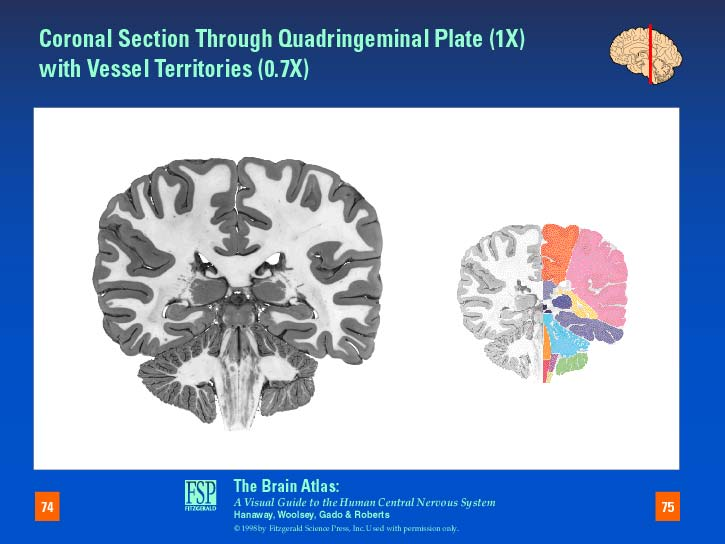 Coronal Section Through Quadringeminal Plate (1X)
with Vessel Territories (0.7X)
74
FSP
FITZGERALD
The Brain Atlas:
A Visual Guide to the Human Central Nervous System
Hanaway, Woolsey, Gado & Roberts
©1998 by Fitzgerald Science Press, Inc. Used with permission only.
75